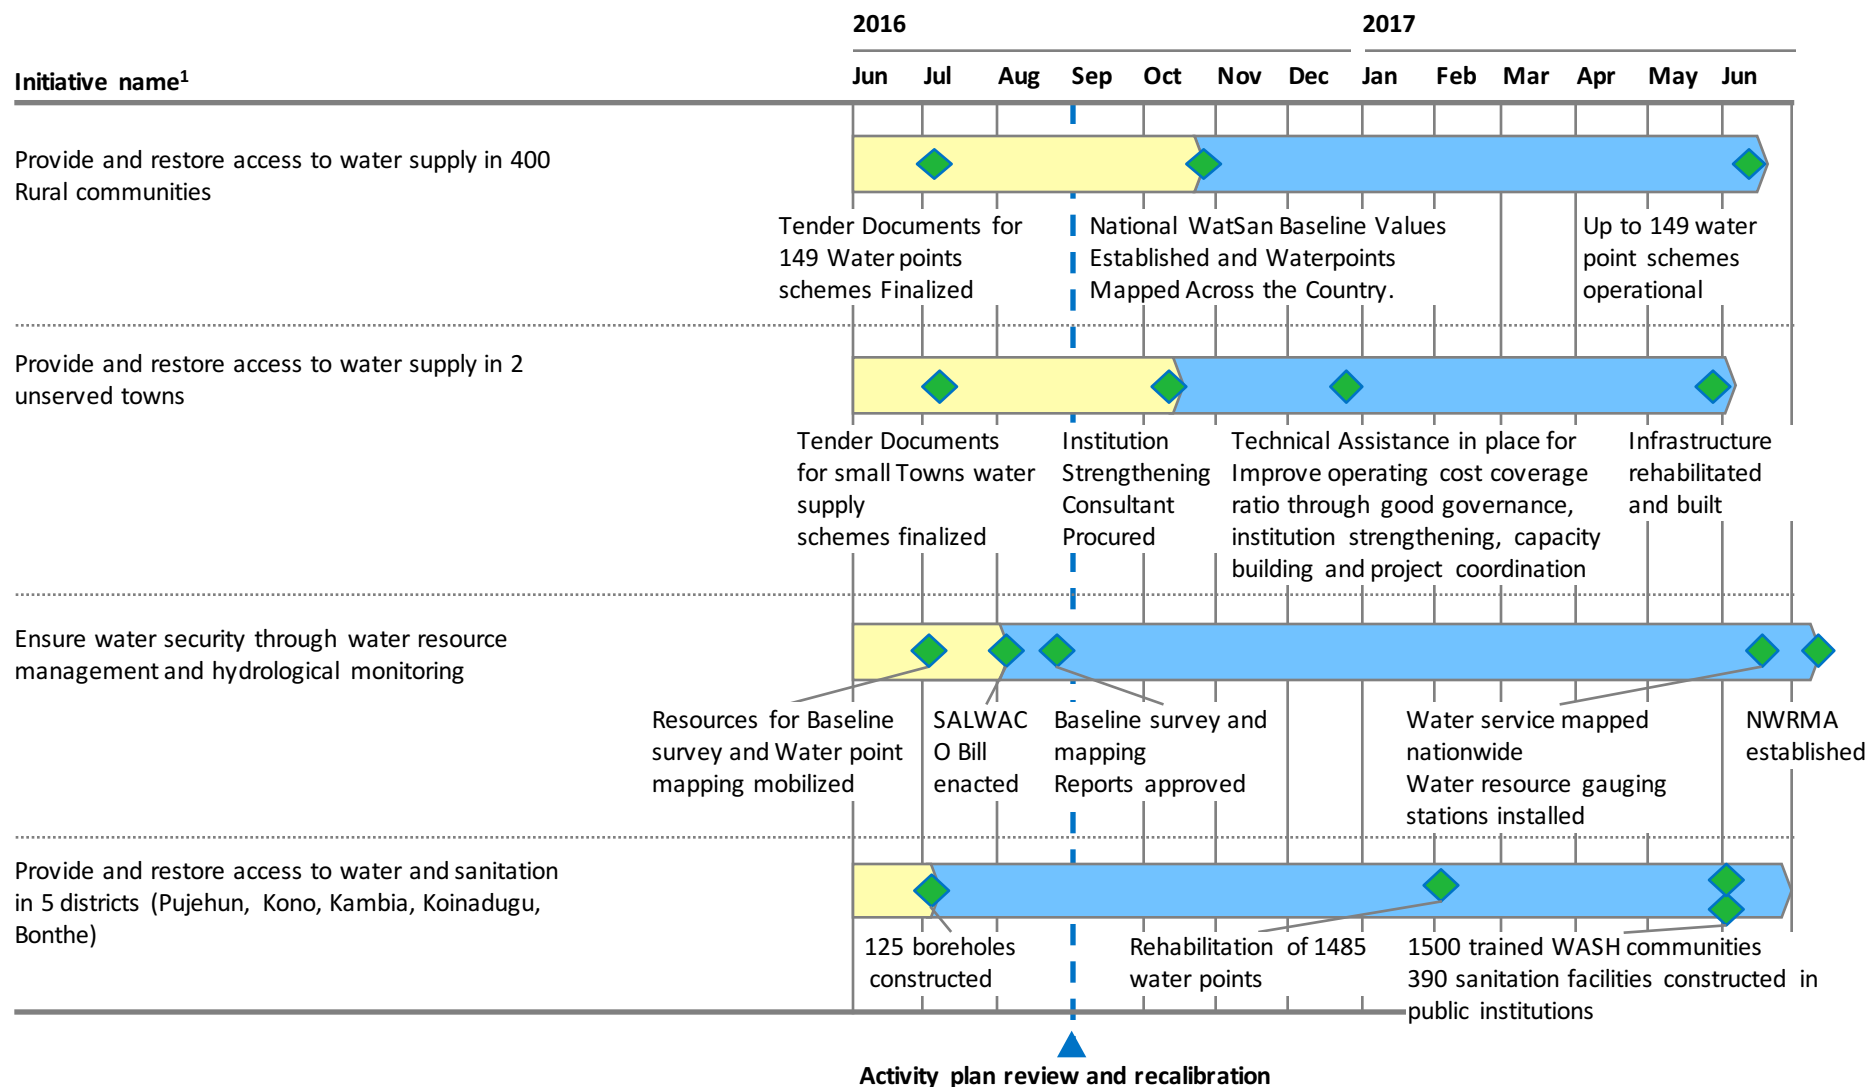 2016
2017
Initiative name1
Jun Jul Aug Sep Oct Nov Dec Jan Feb Mar Apr May Jun
Provide and restore access to water supply in 400
Rural communities
Tender Documents for
149 Water points
schemes Finalized
National WatSan Baseline Values
Established and Waterpoints
Mapped Across the Country.
Up to 149 water
point schemes
operational
Provide and restore access to water supply in 2
unserved towns
Tender Documents
for small Towns water
supply
schemes finalized
Institution
Strengthening
Consultant
Procured
Technical Assistance in place for
Improve operating cost coverage
ratio through good governance,
institution strengthening, capacity
building and project coordination
Infrastructure
rehabilitated
and built
Ensure water security through water resource
management and hydrological monitoring
Resources for Baseline
survey and Water point
mapping mobilized
SALWAC
O Bill
enacted
Baseline survey and
mapping
Reports approved
Water service mapped
nationwide
Water resource gauging
stations installed
NWRMA
established
Provide and restore access to water and sanitation
in 5 districts (Pujehun, Kono, Kambia, Koinadugu,
Bonthe)
125 boreholes
constructed
Rehabilitation of 1485
water points
1500 trained WASH communities
390 sanitation facilities constructed in
public institutions
Activity plan review and recalibration